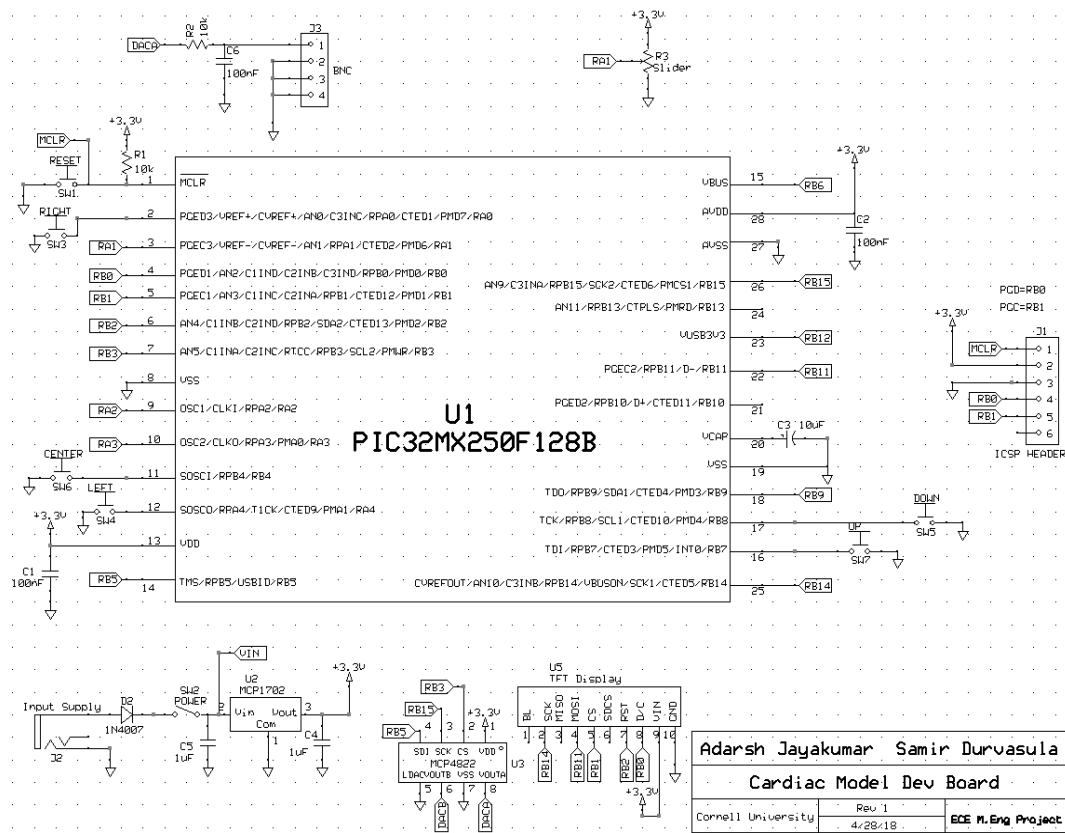 DACA
R2
10k
C6
100nF
J3
1
2
3
4
BNC
+3.3V
RA1
R3
Slider
+3.3V
MCLR
R1
10k
RESET
SW1
1
MCLR
RIGHT
SW3
2
PGED3/VREF+/CVREF+/AN0/C3INC/RPA0/CTED1/PMD7/RA0
RA1
3
PGEC3/VREF-/CVREF-/AN1/RPA1/CTED2/PMD6/RA1
RB0
4
PGED1/AN2/C1IND/C2INB/C3IND/RPB0/PMD0/RB0
RB1
5
PGEC1/AN3/C1INC/C2INA/RPB1/CTED12/PMD1/RB1
RB2
6
AN4/C1INB/C2IND/RPB2/SDA2/CTED13/PMD2/RB2
RB3
7
AN5/C1INA/C2INC/RTCC/RPB3/SCL2/PMWR/RB3
8
VSS
RA2
9
OSC1/CLKI/RPA2/RA2
RA3
10
OSC2/CLKO/RPA3/PMA0/RA3
CENTER
SW6
11
SOSCI/RPB4/RB4
LEFT
SW4
12
SOSCO/RPA4/T1CK/CTED9/PMA1/RA4
+3.3V
13
VDD
C1
100nF
RB5
14
TMS/RPB5/USBID/RB5
U1
PIC32MX250F128B
VBUS
15
RB6
+3.3V
AVDD
28
C2
100nF
AVSS
27
AN9/C3INA/RPB15/SCK2/CTED6/PMCS1/RB15
26
RB15
AN11/RPB13/CTPLS/PMRD/RB13
24
VUSB3V3
23
RB12
PGEC2/RPB11/D-/RB11
22
RB11
PGED2/RPB10/D+/CTED11/RB10
21
VCAP
20
C3 10uF
VSS
19
TDO/RPB9/SDA1/CTED4/PMD3/RB9
18
RB9
TCK/RPB8/SCL1/CTED10/PMD4/RB8
17
DOWN
SW5
TDI/RPB7/CTED3/PMD5/INT0/RB7
16
UP
SW7
CVREFOUT/AN10/C3INB/RPB14/VBUSON/SCK1/CTED5/RB14
25
RB14
PGD=RB0
PGC=RB1
+3.3V
J1
MCLR
1
2
3
RB0
4
RB1
5
6
ICSP HEADER
Input Supply
J2
D2
1N4007
SW2
POWER
VIN
C5
1uF
U2
MCP1702
2
Vin
Vout
3
Com
1
C4
1uF
+3.3V
RB3
RB15
RB5
+3.3V
4
3
2
1
SDI SCK CS VDD
MCP4822
LDAC VOUTB VSS VOUTA
U3
5
6
7
8
DACB
DACA
U5
TFT Display
BL
SCK
MISO
MOSI
CS
SDCS
RST
D/C
VIN
GND
1
2
3
4
5
6
7
8
9
10
RB14
RB11
RB1
RB2
RB0
+3.3V
Adarsh Jayakumar Samir Durvasula
Cardiac Model Dev Board
Cornell University
Rev 1
4/28/18
ECE M.Eng Project